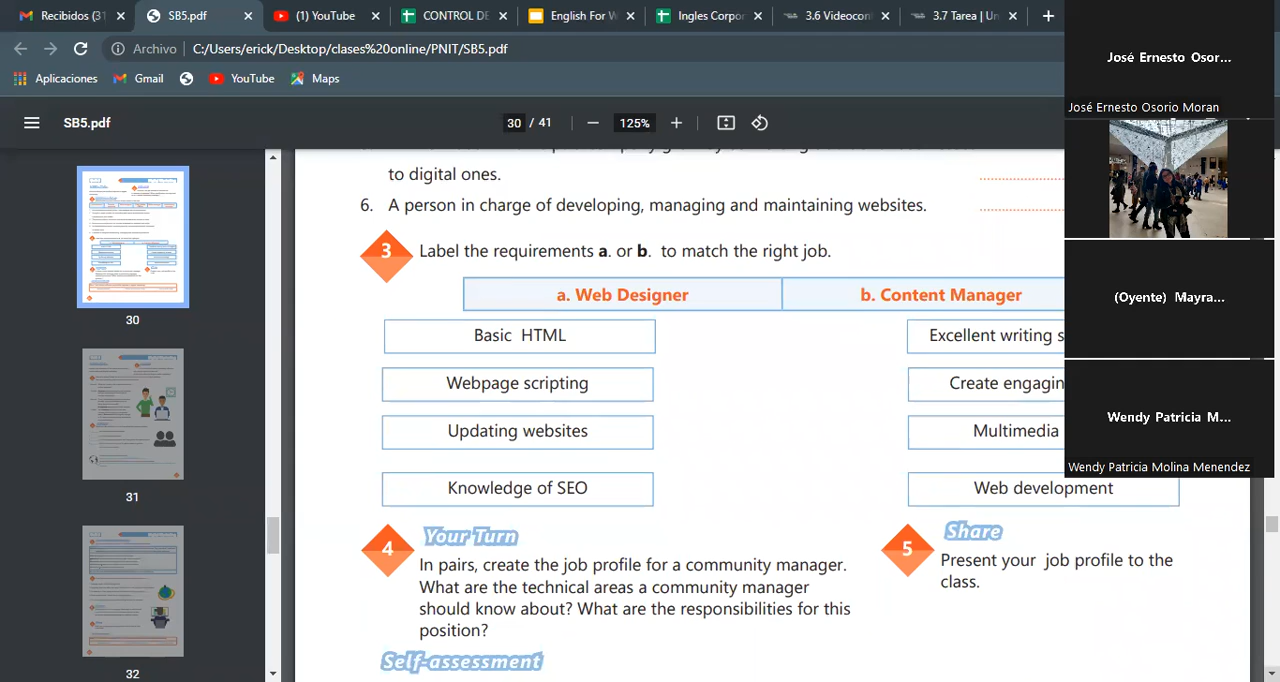 Recibidos (31
SB5.pdf
(1) YouTube
CONTROL DE
English For W
Ingles Corpor
3.6 Videocon
3.7 Tarea | Un
Archivo
C:/Users/erick/Desktop/clases%20online/PNIT/SB5.pdf
Aplicaciones
Gmail
YouTube
Maps
SB5.pdf
30 / 41
125%
30
31
32
to digital ones.
6. A person in charge of developing, managing and maintaining websites.
3 Label the requirements a. or b. to match the right job.
a. Web Designer
b. Content Manager
Basic HTML
Excellent writing s
Webpage scripting
Create engagin
Updating websites
Multimedia
Knowledge of SEO
Web development
4 Your Turn
In pairs, create the job profile for a community manager.
What are the technical areas a community manager
should know about? What are the responsibilities for this
position?
5 Share
Present your job profile to the
class.
Self-assessment
José Ernesto Osor...
José Ernesto Osorio Moran
(Oyente) Mayra...
Wendy Patricia M...
Wendy Patricia Molina Menendez